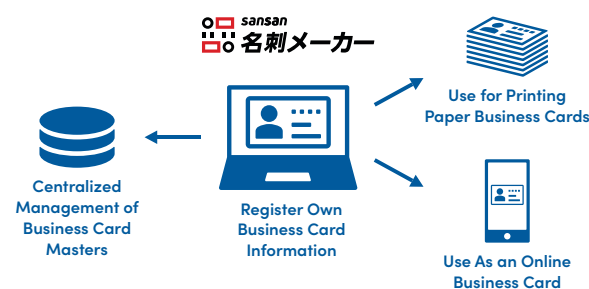 sansan
名刺メーカー
Use for Printing
Paper Business Cards
Centralized
Management of
Business Card
Masters
Register Own
Business Card
Information
Use As an Online
Business Card